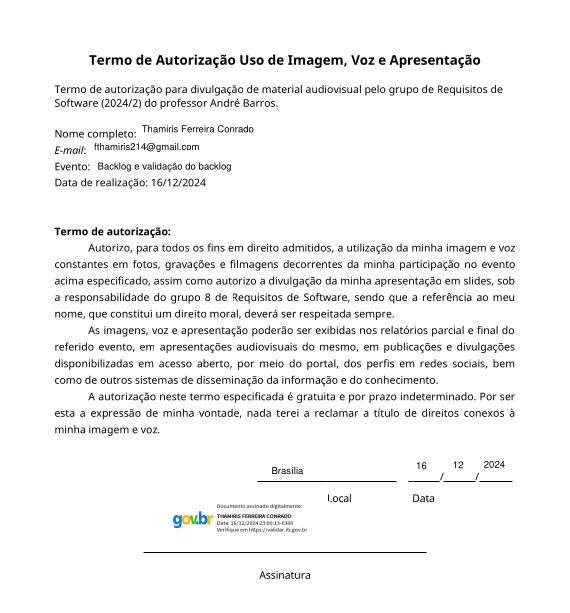 Termo de Autorização Uso de Imagem, Voz e Apresentação
Termo de autorização para divulgação de material audiovisual pelo grupo de Requisitos de
Software (2024/2) do professor André Barros.
Nome completo: Thamiris Ferreira Conrado
E-mail: fthamiris214@gmail.com
Evento: Backlog e validação do backlog
Data de realização: 16/12/2024
Termo de autorização:
Autorizo, para todos os fins em direito admitidos, a utilização da minha imagem e voz
constantes em fotos, gravações e filmagens decorrentes da minha participação no evento
acima especificado, assim como autorizo a divulgação da minha apresentação em slides, sob
a responsabilidade do grupo 8 de Requisitos de Software, sendo que a referência ao meu
nome, que constitui um direito moral, deverá ser respeitada sempre.
As imagens, voz e apresentação poderão ser exibidas nos relatórios parcial e final do
referido evento, em apresentações audiovisuais do mesmo, em publicações e divulgações
disponibilizadas em acesso aberto, por meio do portal, dos perfis em redes sociais, bem
como de outros sistemas de disseminação da informação e do conhecimento.
A autorização neste termo especificada é gratuita e por prazo indeterminado. Por ser
esta a expressão de minha vontade, nada terei a reclamar a título de direitos conexos à
minha imagem e voz.
Brasília 16 / 12 / 2024
Local Data
gov.br
Documento assinado digitalmente
THAMIRIS FERREIRA CONRADO
Data: 16/12/2024 23:00:13-0300
Verifique em https://validar.iti.gov.br
Assinatura